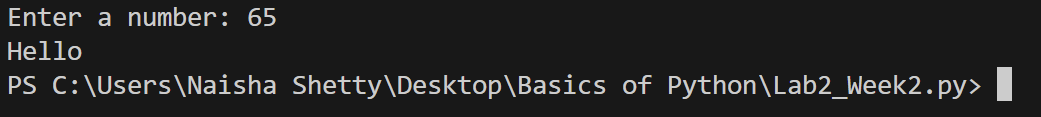 Enter a number: 65
Hello
PS C:\Users\Naisha Shetty\Desktop\Basics of Python\Lab2_Week2.py>